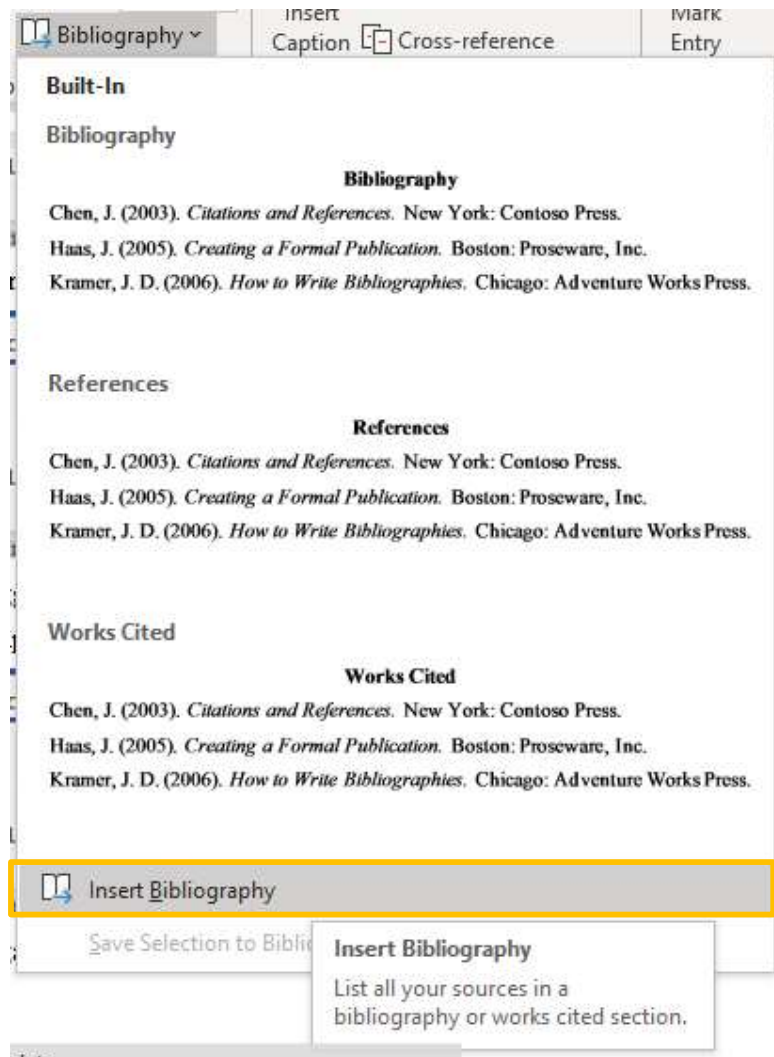 Insert
Mark
Bibliography
Caption
Cross-reference
Entry
Built-In
Bibliography
Bibliography
Chen, J. (2003). Citations and References. New York: Contoso Press.
Haas, J. (2005). Creating a Formal Publication. Boston: Proseware, Inc.
Kramer, J. D. (2006). How to Write Bibliographies. Chicago: Adventure Works Press.
References
References
Chen, J. (2003). Citations and References. New York: Contoso Press.
Haas, J. (2005). Creating a Formal Publication. Boston: Proseware, Inc.
Kramer, J. D. (2006). How to Write Bibliographies. Chicago: Adventure Works Press.
Works Cited
Works Cited
Chen, J. (2003). Citations and References. New York: Contoso Press.
Haas, J. (2005). Creating a Formal Publication. Boston: Proseware, Inc.
Kramer, J. D. (2006). How to Write Bibliographies. Chicago: Adventure Works Press.
Insert Bibliography
Save Selection to
Insert Bibliography
List all your sources in a
bibliography or works cited section.